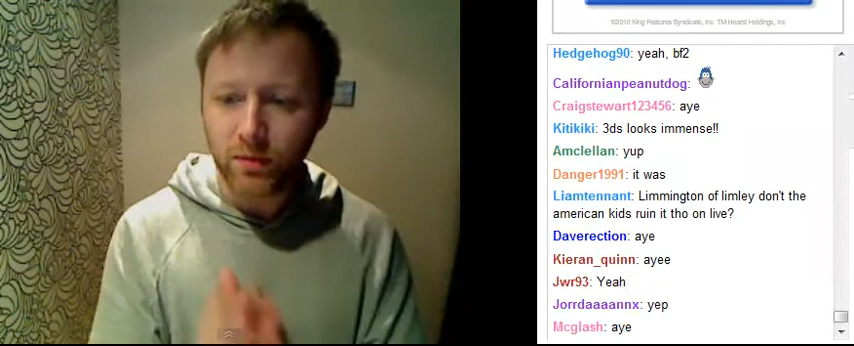 ©2010 King Features Syndicate, Inc. TM Hearst Holdings, Inc.
Hedgehog90: yeah, bf2
Californianpeanutdog:
Craigstewart123456: aye
Kitikiki: 3ds looks immense!!
Amclellan: yup
Danger1991: it was
Liamtennant: Limmington of limley don't the
american kids ruin it tho on live?
Daverection: aye
Kieran_quinn: ayee
Jwr93: Yeah
Jorrdaaaannx: yep
Mcglash: aye